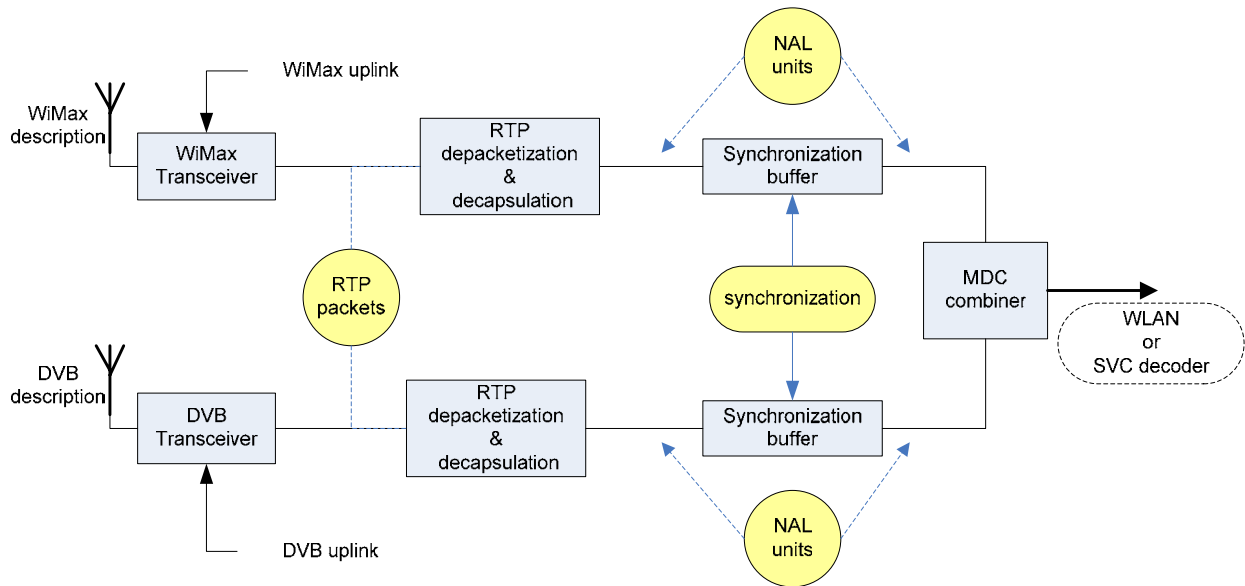 NAL
units
WiMax uplink
WiMax
description
WiMax
Transceiver
RTP
depacketization
&
decapsulation
Synchronization
buffer
RTP
packets
synchronization
MDC
combiner
WLAN
or
SVC decoder
DVB
description
DVB
Transceiver
RTP
depacketization
&
decapsulation
Synchronization
buffer
NAL
units
DVB uplink